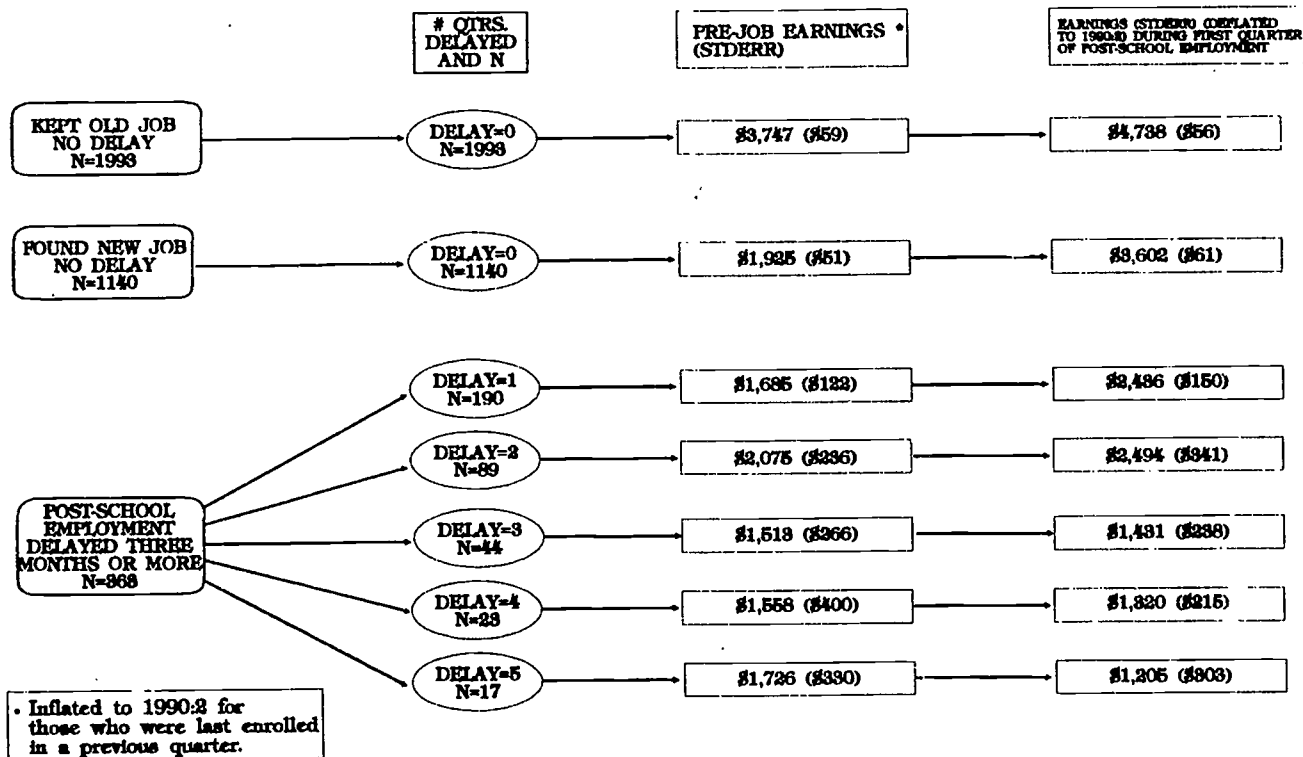 # QTRS.
DELAYED
AND N
PRE-JOB EARNINGS *
(STDERR)
EARNINGS (STDERR) (DEFLATED
TO 1990:2) DURING FIRST QUARTER
OF POST-SCHOOL EMPLOYMENT
KEPT OLD JOB
NO DELAY
N=1993
DELAY=0
N=1993
$3,747 ($59)
$4,738 ($56)
FOUND NEW JOB
NO DELAY
N=1140
DELAY=0
N=1140
$1,925 ($51)
$3,602 ($61)
POST-SCHOOL
EMPLOYMENT
DELAYED THREE
MONTHS OR MORE
N=363
DELAY=1
N=190
$1,685 ($122)
$2,436 ($150)
DELAY=2
N=89
$2,075 ($236)
$2,494 ($341)
DELAY=3
N=44
$1,513 ($266)
$1,431 ($238)
DELAY=4
N=23
$1,558 ($400)
$1,320 ($215)
DELAY=5
N=17
$1,726 ($330)
$1,205 ($303)
* Inflated to 1990:2 for
those who were last enrolled
in a previous quarter.